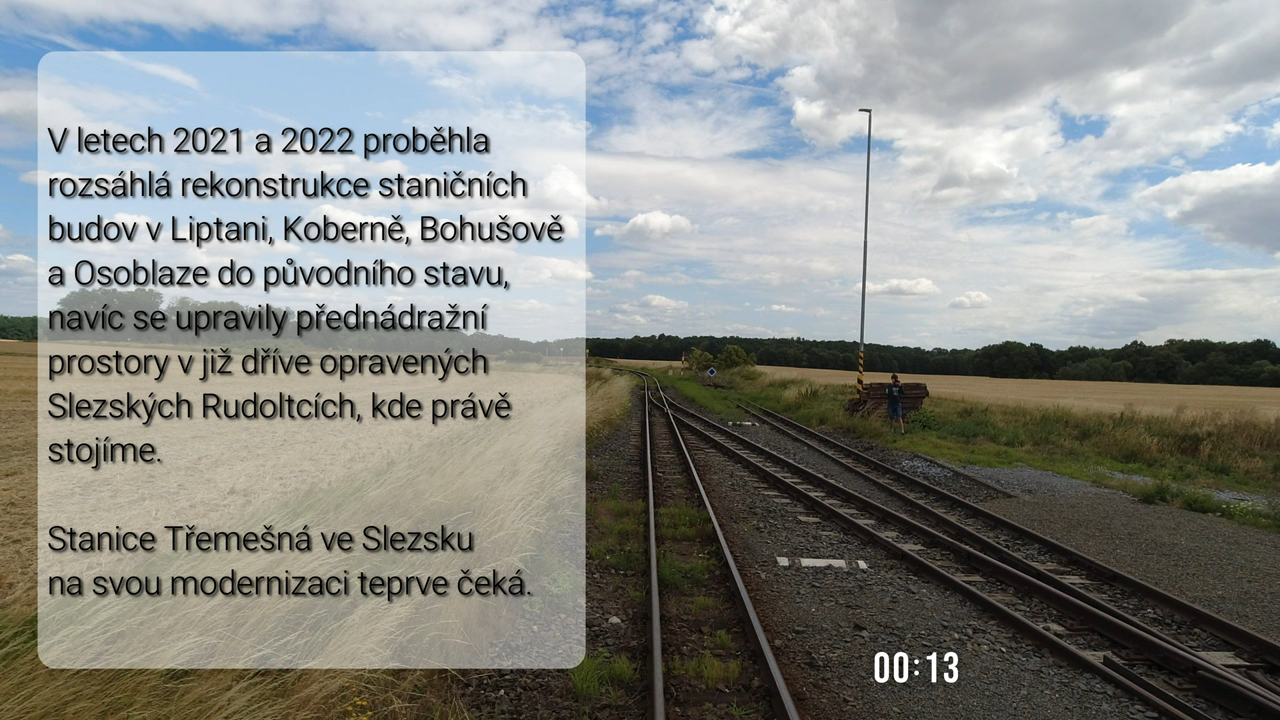 V letech 2021 a 2022 proběhla
rozsáhlá rekonstrukce staničních
budov v Liptani, Koberně, Bohušově
a Osoblaze do původního stavu,
navíc se upravily přednádražní
prostory v již dříve opravených
Slezských Rudoltcích, kde právě
stojíme.

Stanice Třemešná ve Slezsku
na svou modernizaci teprve čeká.
00:13